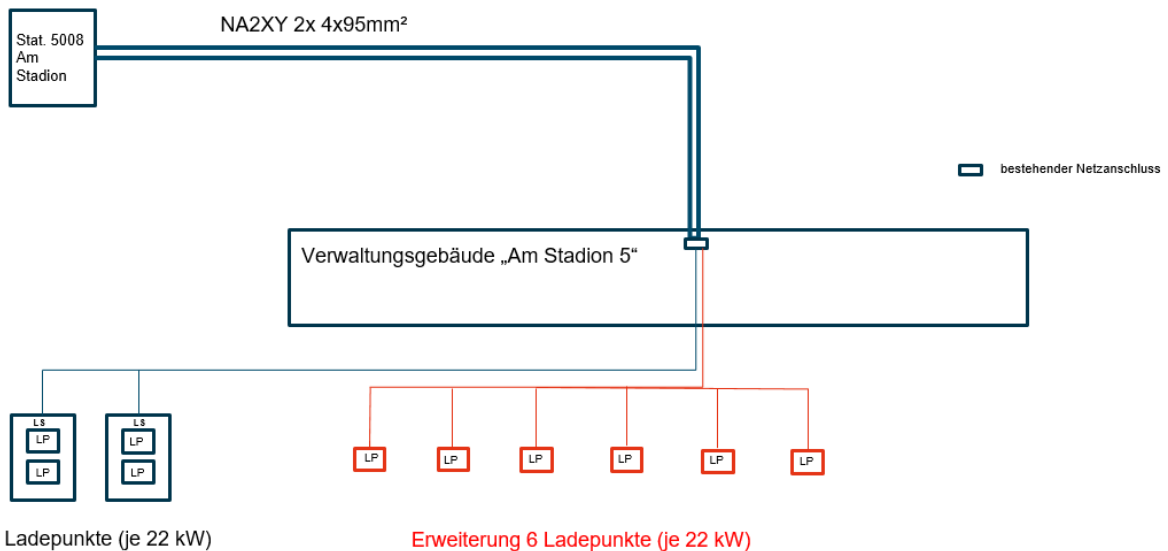 NA2XY 2x 4x95mm²
Stat. 5008
Am
Stadion
bestehender Netzanschluss
Verwaltungsgebäude „Am Stadion 5“
LS
LS
LP
LP
LP
LP
LP
LP
LP
LP
LP
LP
Ladepunkte (je 22 kW)
Erweiterung 6 Ladepunkte (je 22 kW)